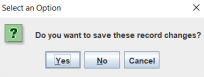 Select an Option
Do you want to save these record changes?
Yes No Cancel